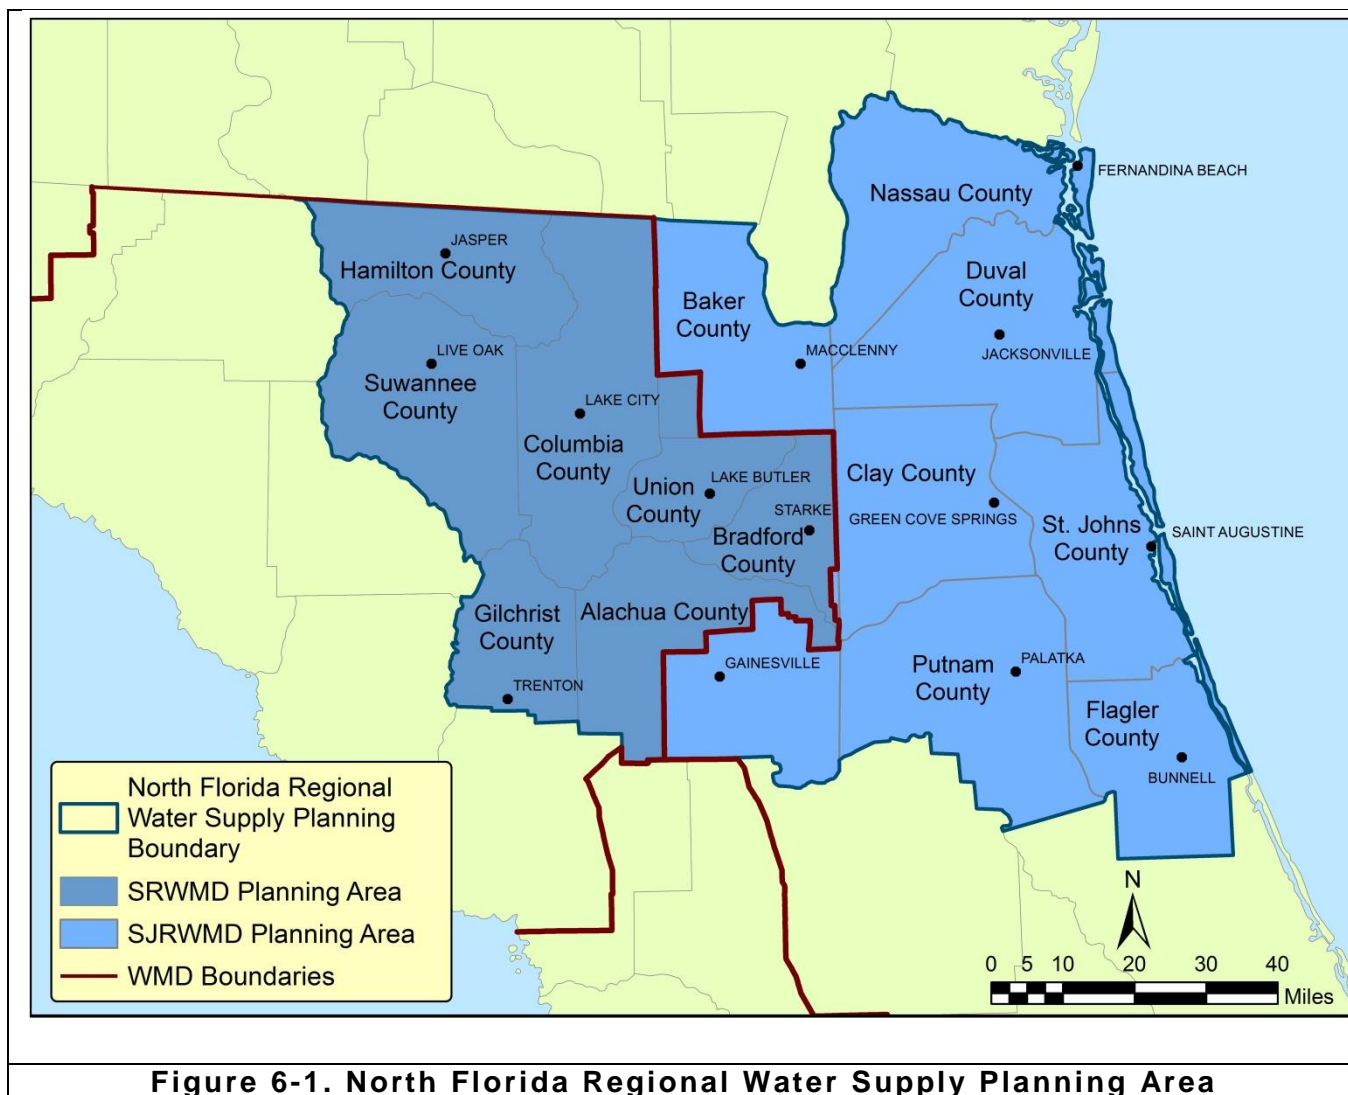 Nassau County
FERNANDINA BEACH
JASPER
Hamilton County
Duval
County
Baker
County
JACKSONVILLE
MACCLENNY
LIVE OAK
Suwannee
County
LAKE CITY
Columbia
County
Clay County
GREEN COVE SPRINGS
Union
County
LAKE BUTLER
STARKE
Bradford
County
St. Johns
County
SAINT AUGUSTINE
Gilchrist
County
Alachua County
TRENTON
GAINESVILLE
Putnam
County
PALATKA
Flagler
County
BUNNELL
North Florida Regional
Water Supply Planning
Boundary
SRWMD Planning Area
SJRWMD Planning Area
WMD Boundaries
N
0 5 10 20 30 40
Miles
Figure 6-1. North Florida Regional Water Supply Planning Area